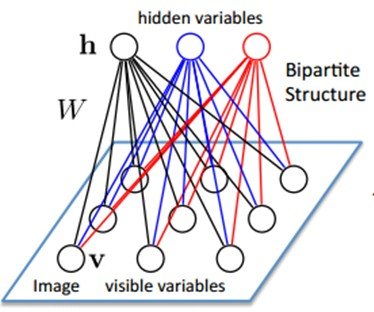 hidden variables
h
Bipartite
Structure
W
v
Image visible variables